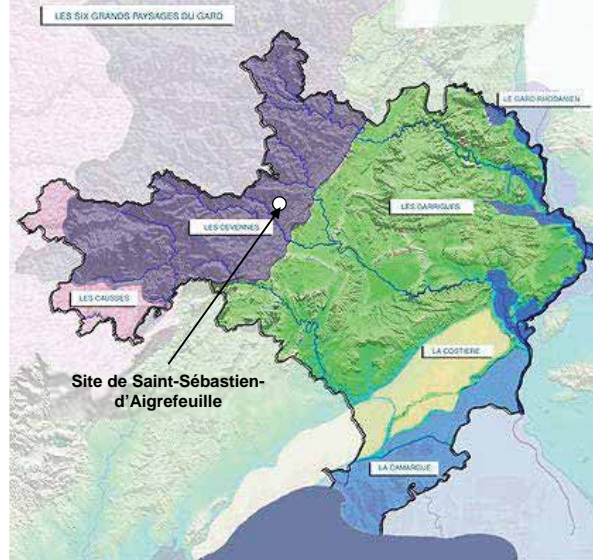 LES SIX GRANDS PAYSAGES DU GARD
LE GARD RHODANIEN
LES GARRIGUES
LES CEVENNES
LES CAUSSES
LA COSTIERE
Site de Saint-Sébastien-
d’Aigrefeuille
LA CAMARGUE